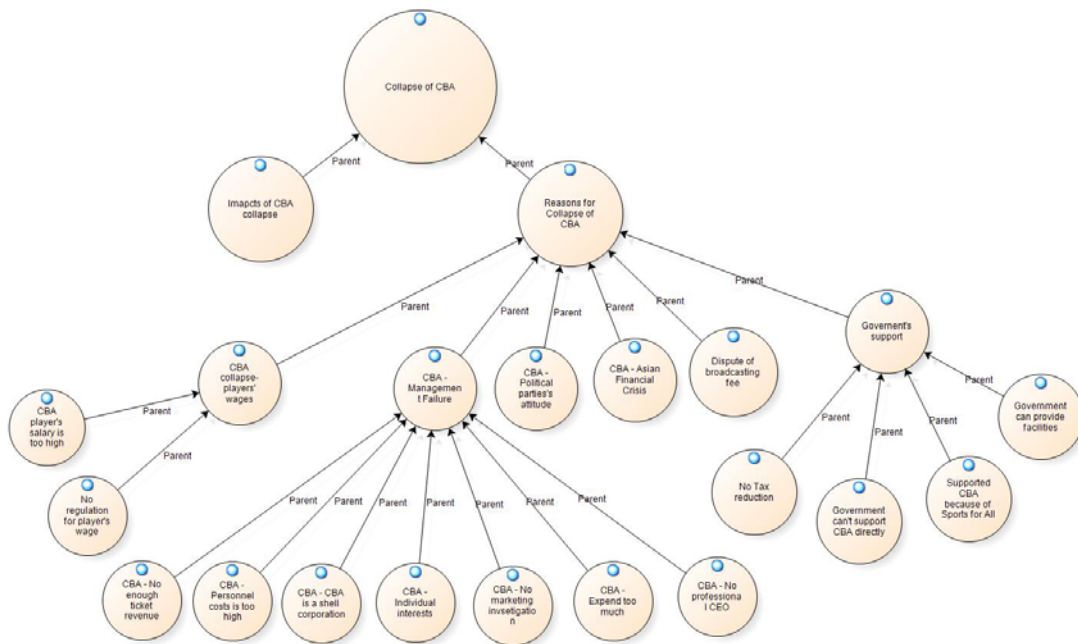 Collapse of CBA
Parent
Parent
Imapcts of CBA
collapse
Reasons for
Collapse of
CBA
Parent
Parent
Parent
Parent
Parent
Parent
Governent's
support
CBA
collapse-
players'
wages
CBA -
Managemen
t Failure
CBA -
Political
parties's
attitude
CBA - Asian
Financial
Crisis
Dispute of
broadcasting
fee
Parent
Parent
Parent
Parent
Parent
Parent
CBA
player's
salary is
too high
Government
can provide
facilities
No
regulation
for player's
wage
No Tax
reduction
Government
can't support
CBA directly
Supported
CBA
because of
Sports for All
Parent
Parent
Parent
Parent
Parent
Parent
Parent
CBA - No
enough
ticket
revenue
CBA -
Personnel
costs is too
high
CBA - CBA
is a shell
corporation
CBA -
Individual
interests
CBA - No
marketing
invsetigatio
n
CBA -
Expend too
much
CBA - No
professiona
l CEO